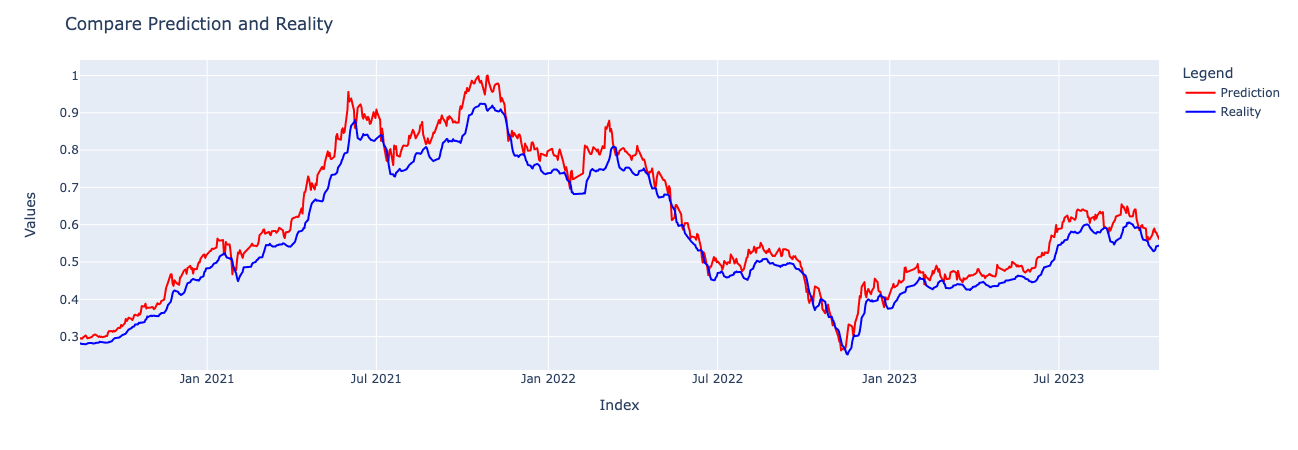 Compare Prediction and Reality
Legend
Prediction
Reality
Values
1
0.9
0.8
0.7
0.6
0.5
0.4
0.3
Jan 2021
Jul 2021
Jan 2022
Jul 2022
Jan 2023
Jul 2023
Index